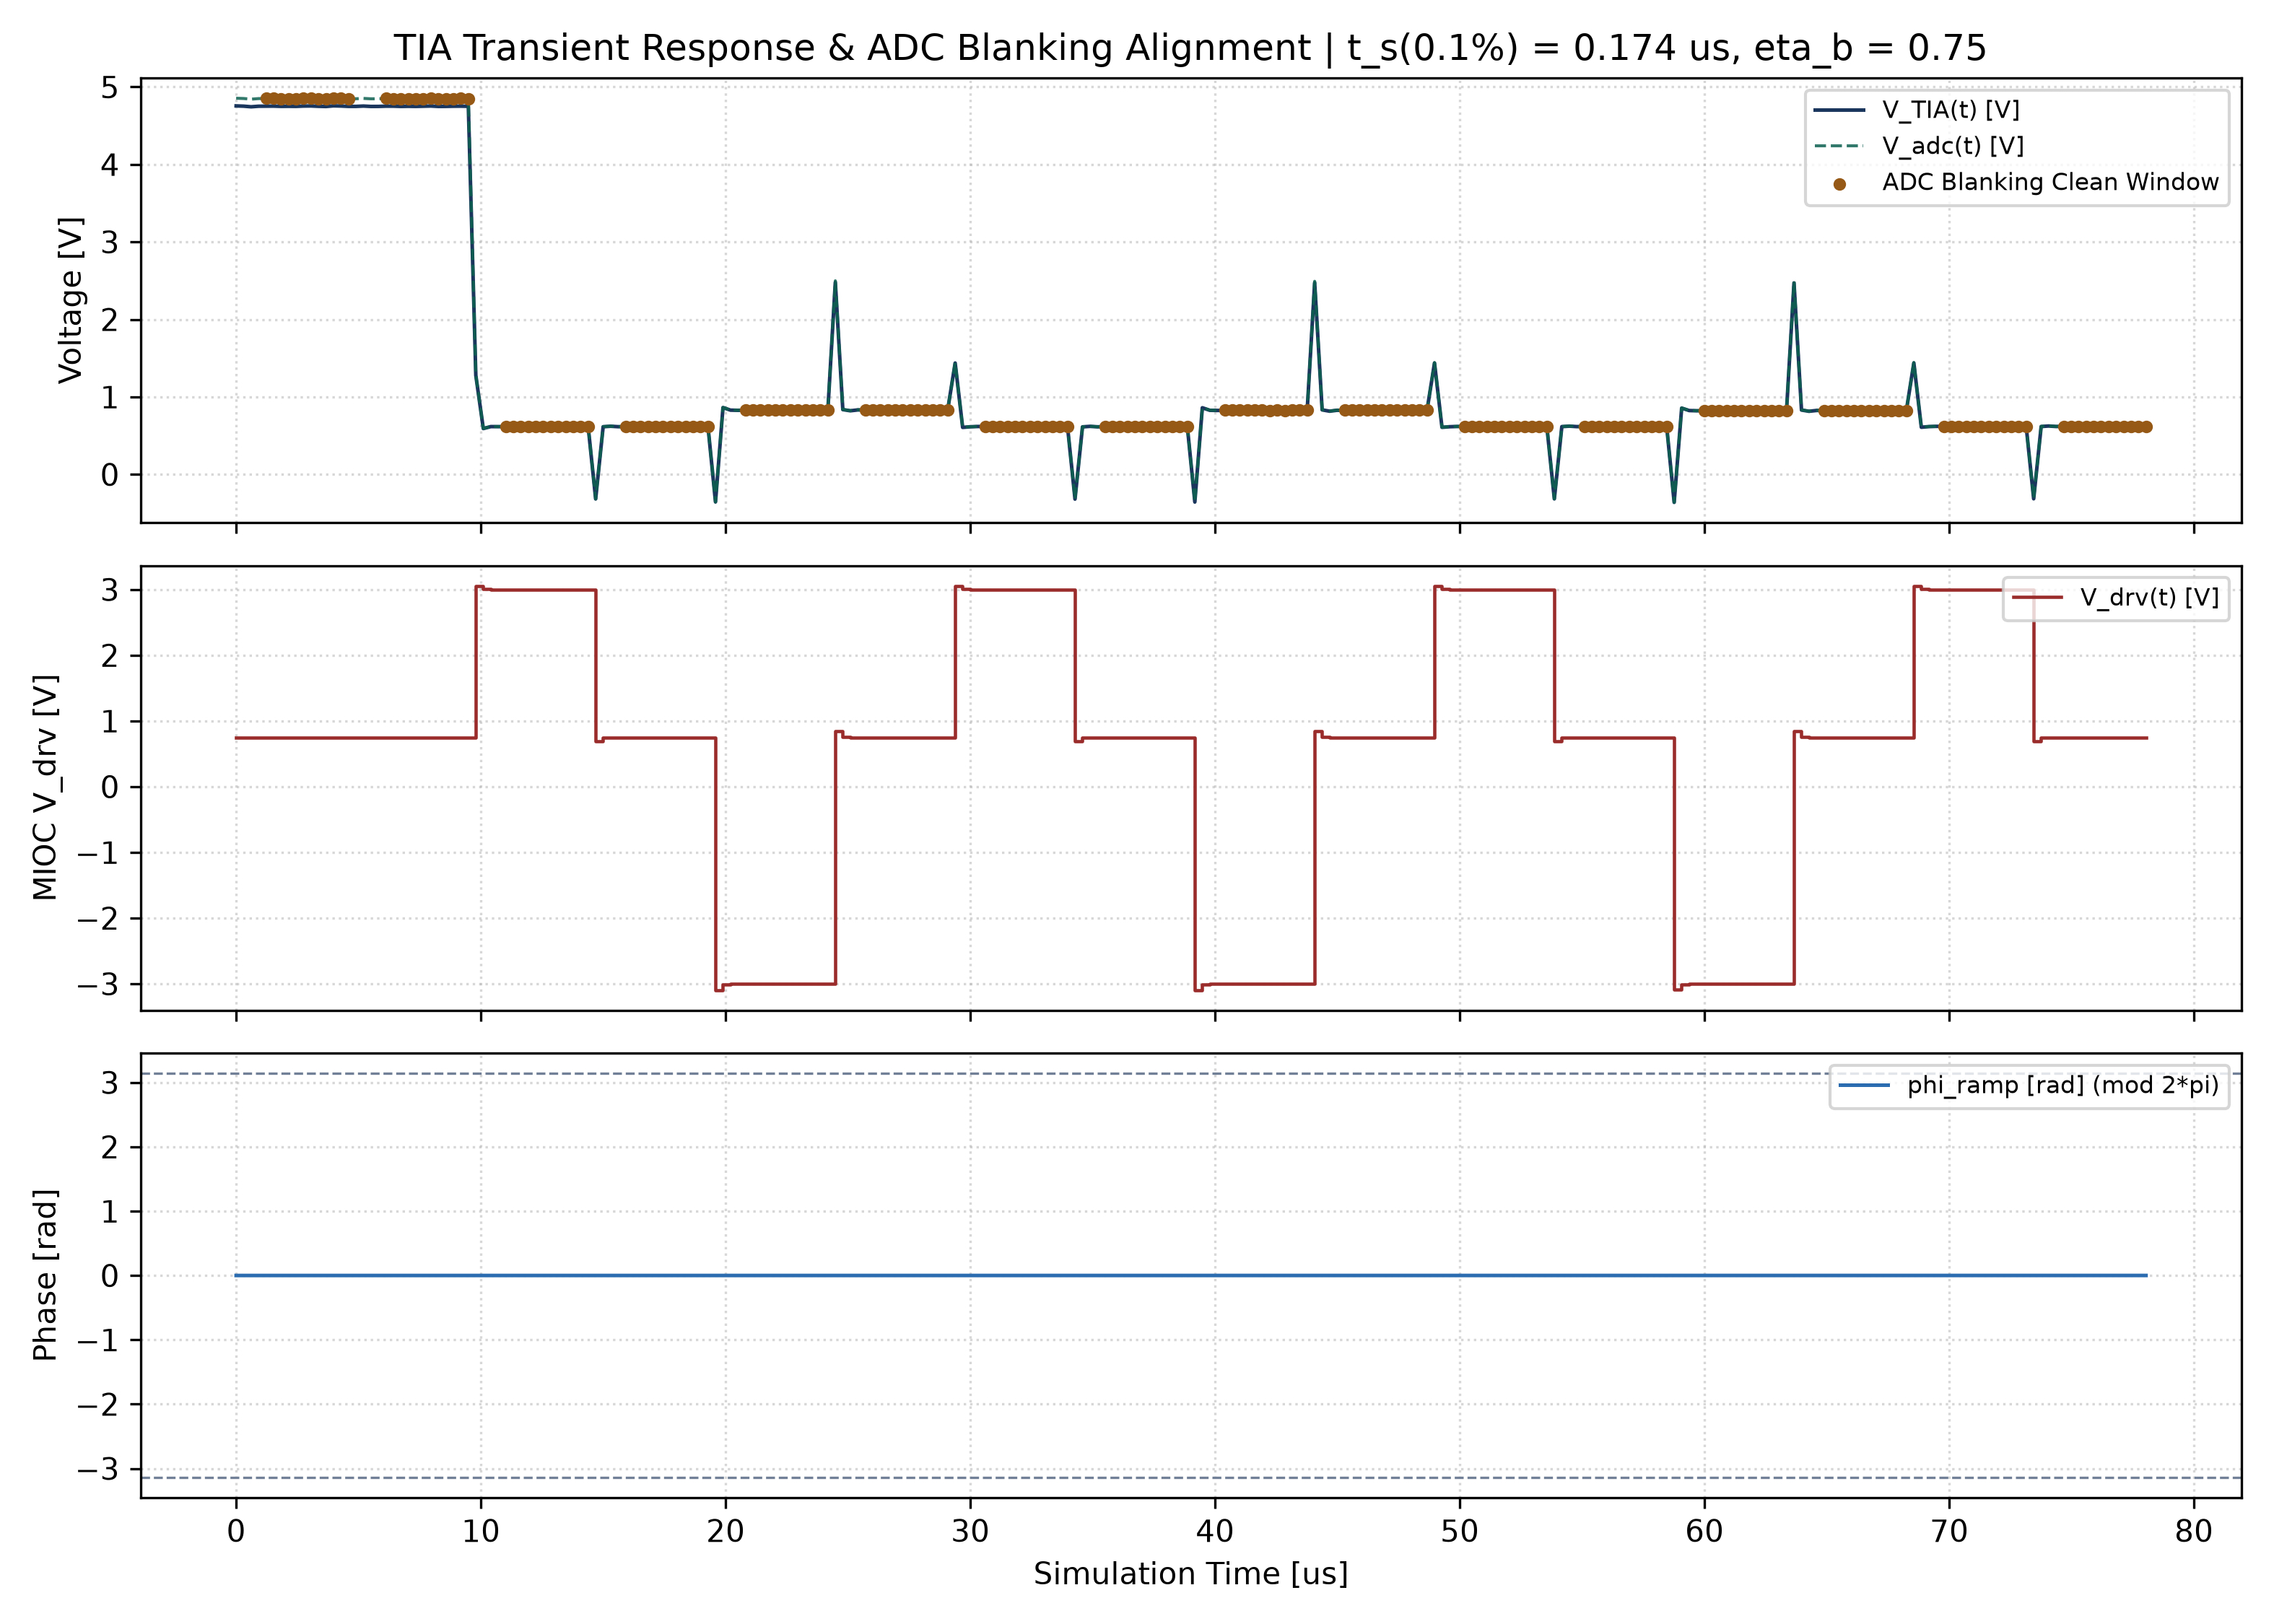 TIA Transient Response & ADC Blanking Alignment | t_s(0.1%) = 0.174 us, eta_b = 0.75
5
4
3
2
1
0
Voltage [V]
V_TIA(t) [V]
V_adc(t) [V]
ADC Blanking Clean Window
3
2
1
0
−1
−2
−3
MIOC V_drv [V]
V_drv(t) [V]
3
2
1
0
−1
−2
−3
Phase [rad]
phi_ramp [rad] (mod 2*pi)
0 10 20 30 40 50 60 70 80
Simulation Time [us]